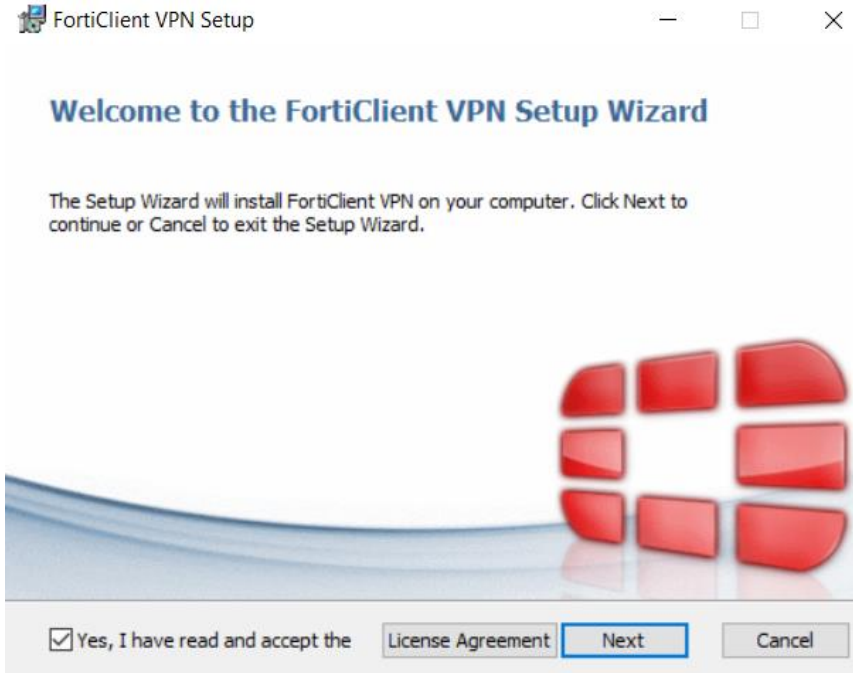 FortiClient VPN Setup
Welcome to the FortiClient VPN Setup Wizard
The Setup Wizard will install FortiClient VPN on your computer. Click Next to
continue or Cancel to exit the Setup Wizard.
Yes, I have read and accept the License Agreement Next Cancel